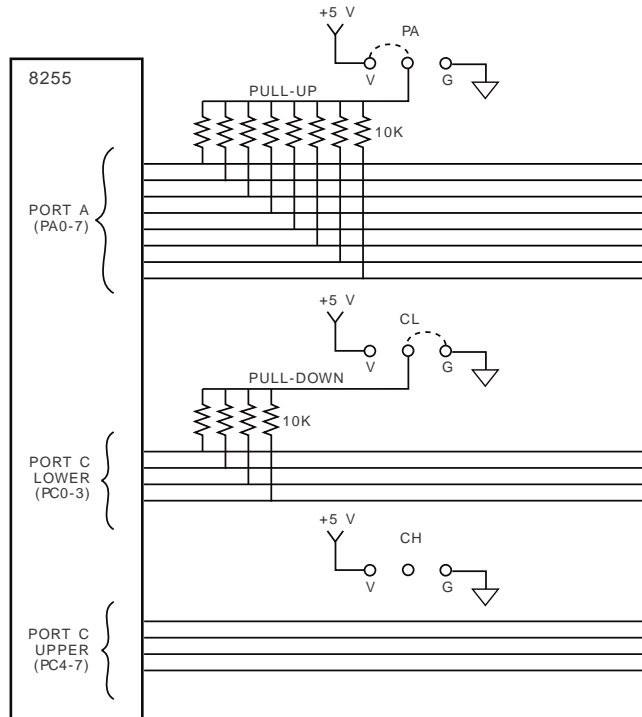 +5 V
PA
8255
V
G
PULL-UP
10K
PORT A
(PA0-7)
+5 V
CL
V
G
PULL-DOWN
10K
PORT C
LOWER
(PC0-3)
+5 V
CH
V
G
PORT C
UPPER
(PC4-7)